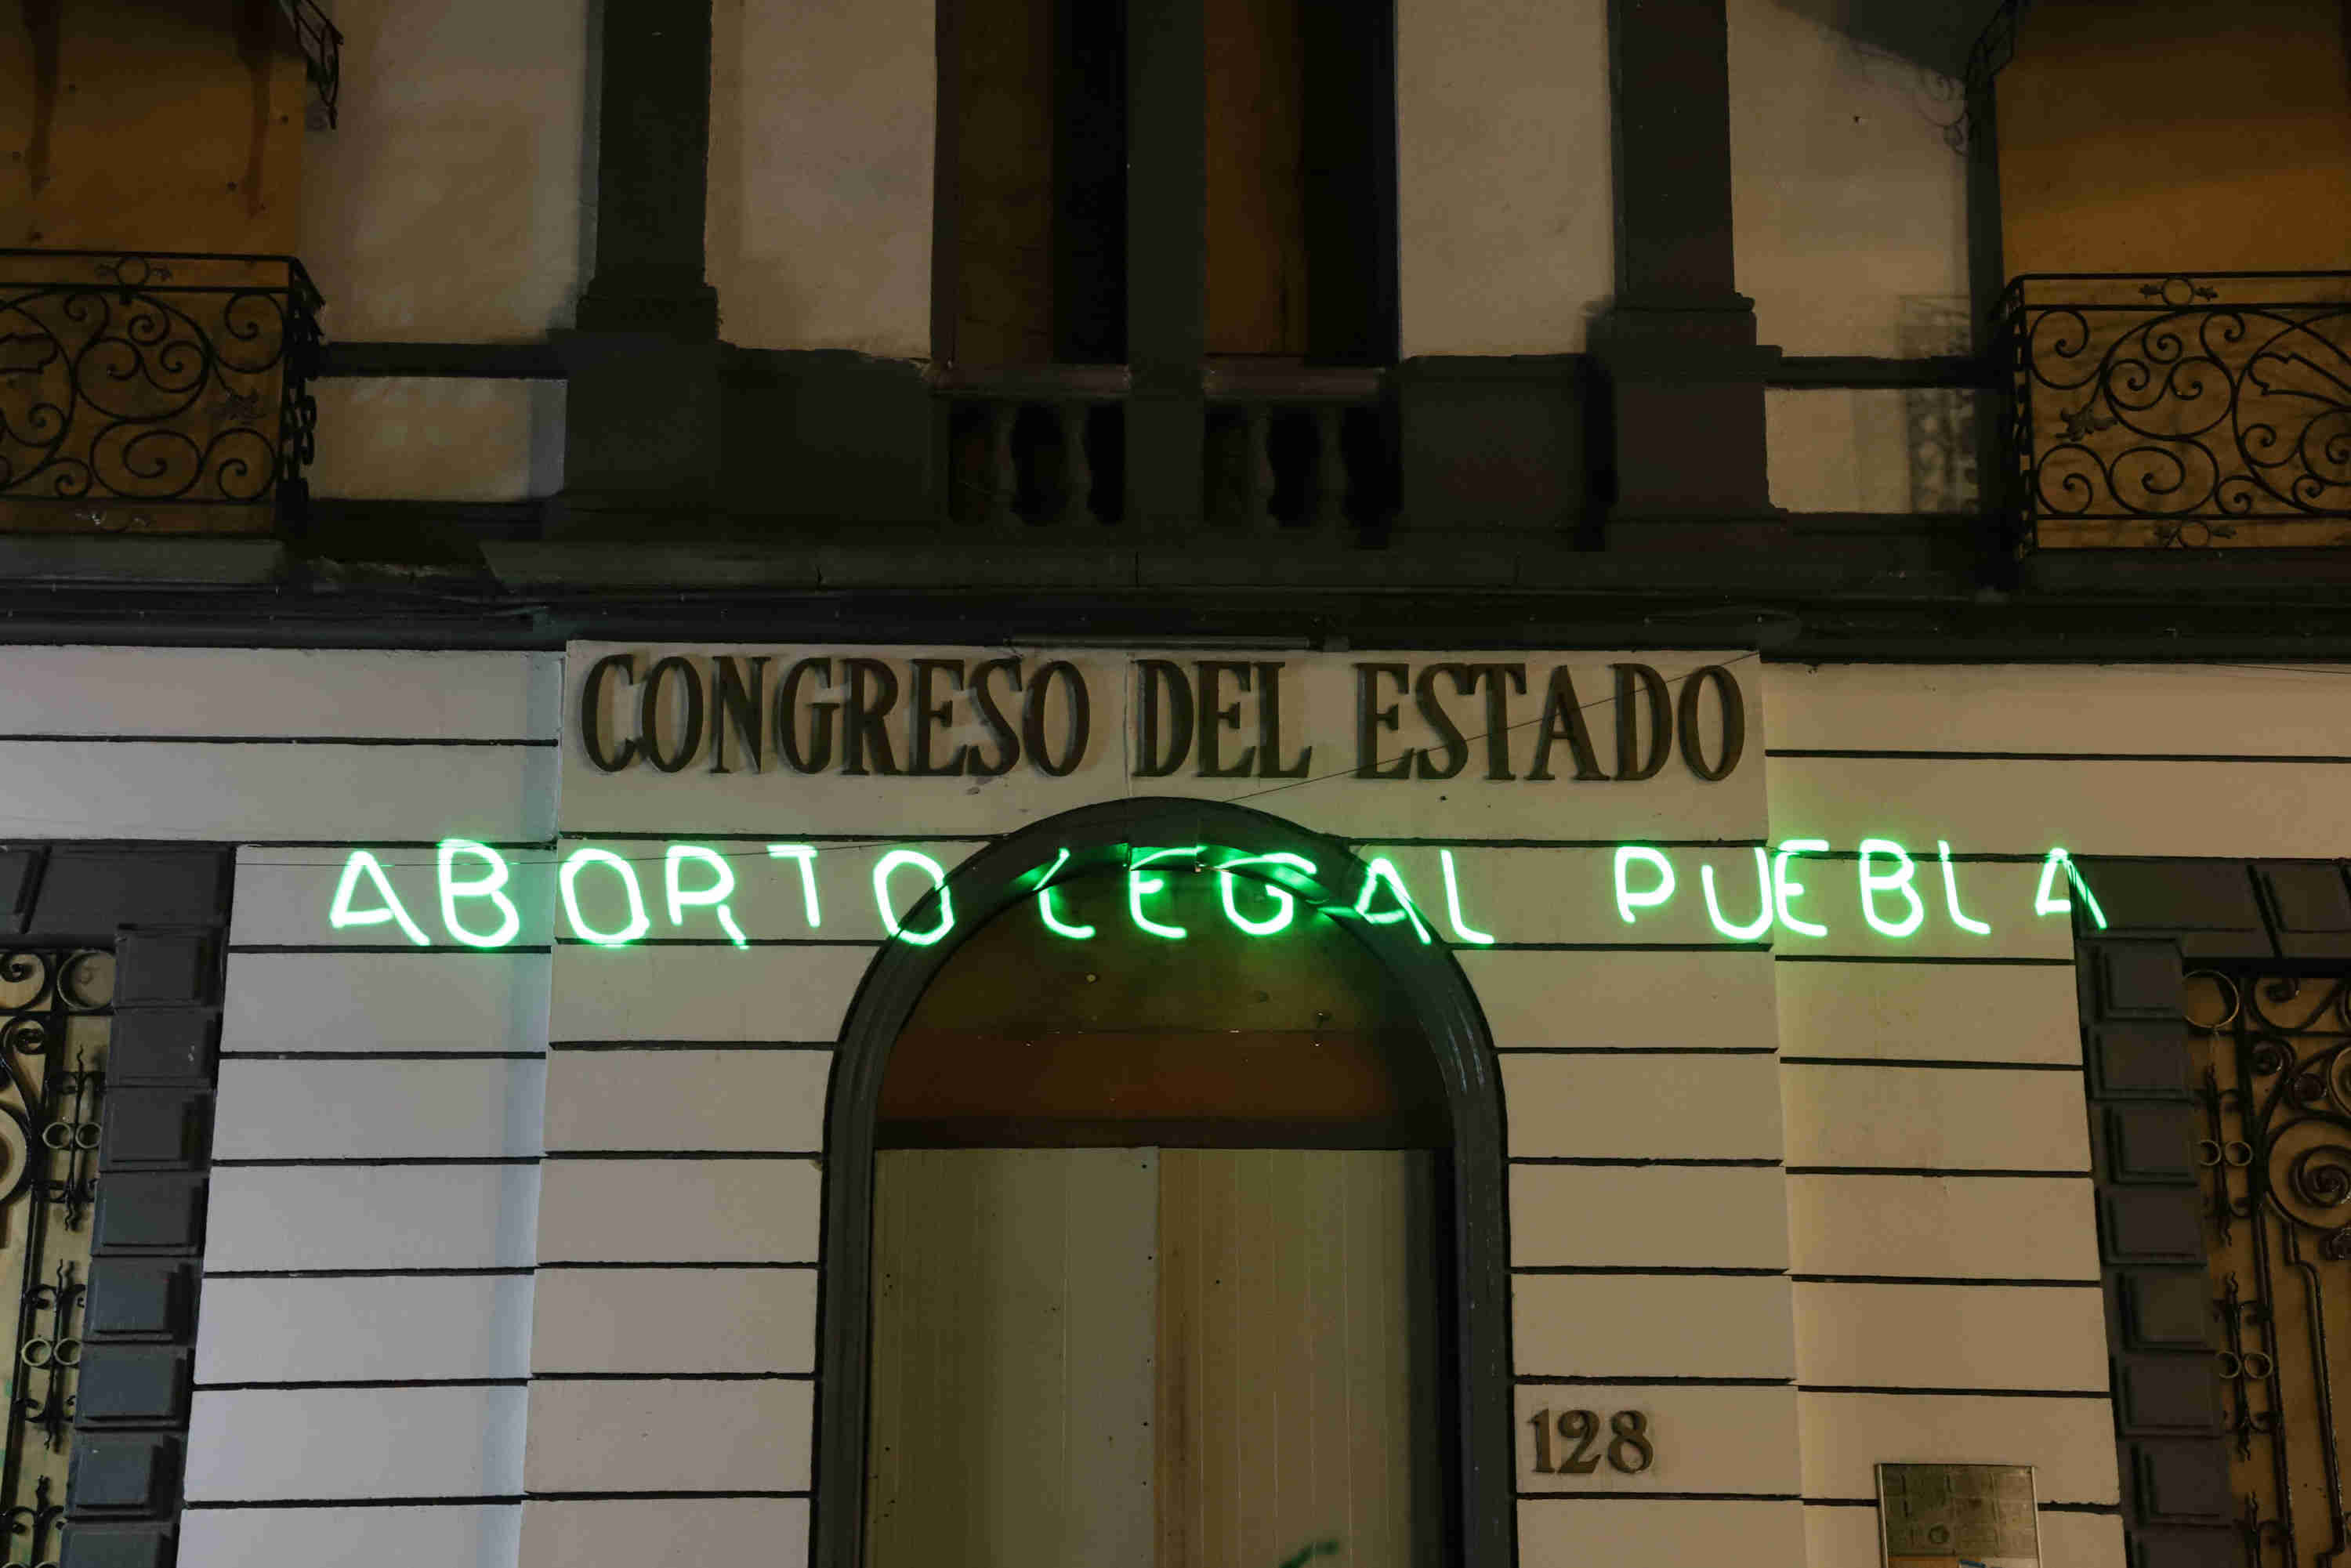 CONGRESO DEL ESTADO
ABORTO LEGAL PUEBLA
128